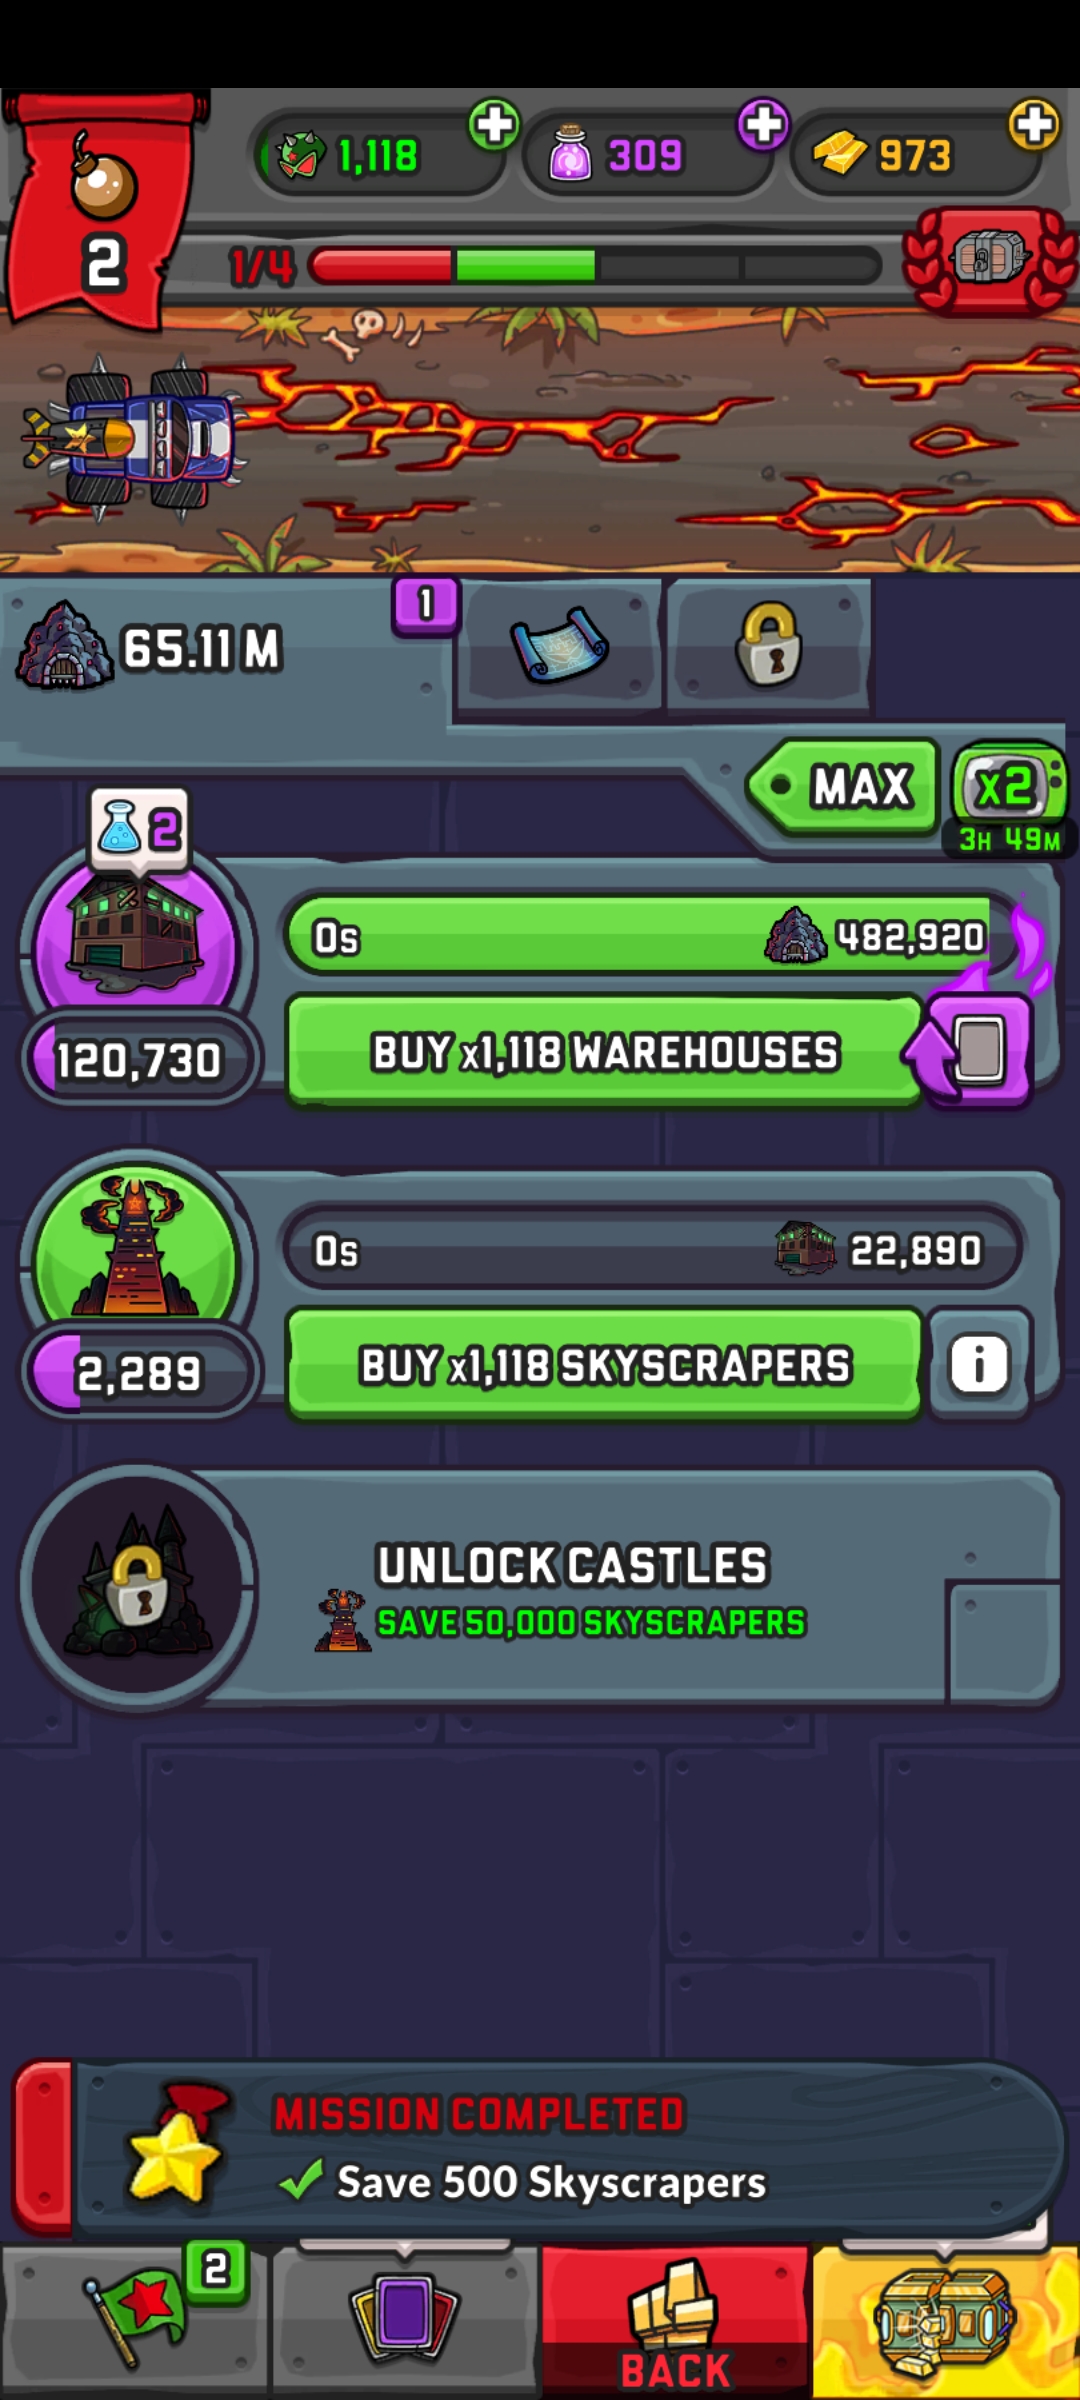 1,118
309
973
2
1/4
65.11 M
1
MAX
x2
3H 49M
2
0s
482,920
120,730
BUY x1,118 WAREHOUSES
0s
22,890
2,289
BUY x1,118 SKYSCRAPERS
i
UNLOCK CASTLES
SAVE 50,000 SKYSCRAPERS
MISSION COMPLETED
Save 500 Skyscrapers
2
BACK